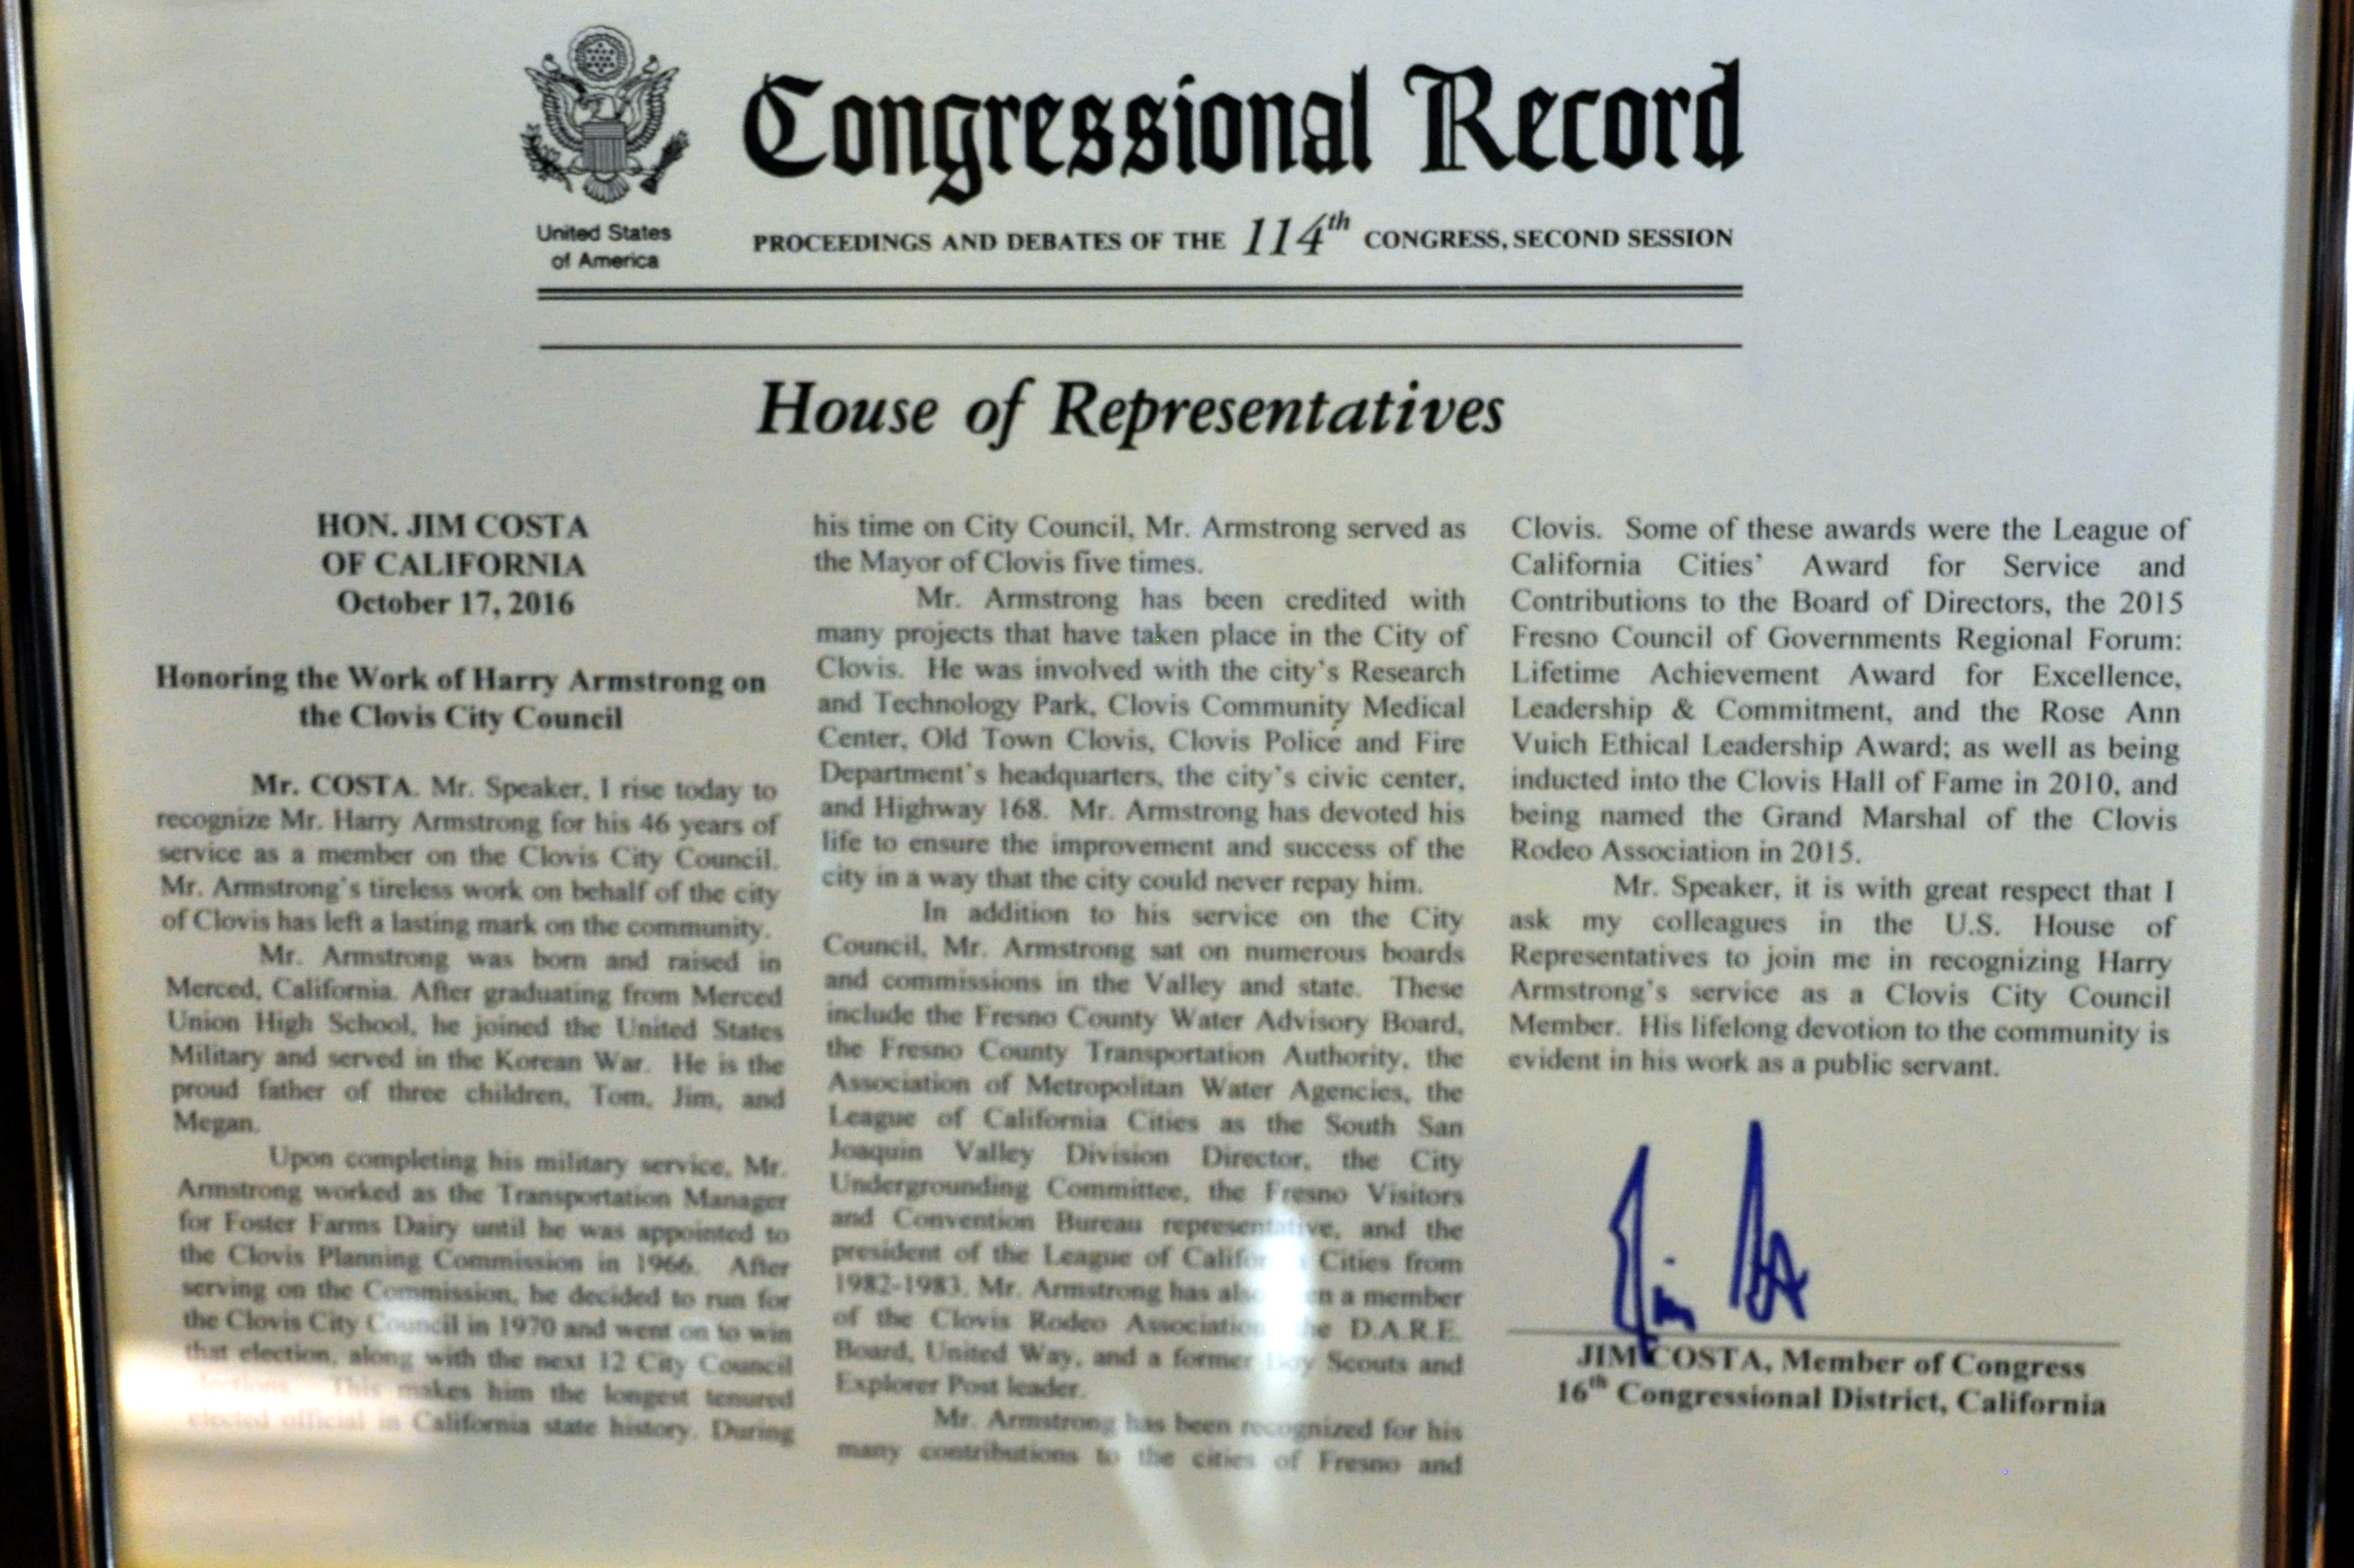 Congressional Record
United States
of America
PROCEEDINGS AND DEBATES OF THE 114th CONGRESS, SECOND SESSION
House of Representatives
HON. JIM COSTA
OF CALIFORNIA
October 17, 2016
Honoring the Work of Harry Armstrong on
the Clovis City Council
Mr. COSTA. Mr. Speaker, I rise today to
recognize Mr. Harry Armstrong for his 46 years of
service as a member on the Clovis City Council.
Mr. Armstrong's tireless work on behalf of the city
of Clovis has left a lasting mark on the community.
Mr. Armstrong was born and raised in
Merced, California. After graduating from Merced
Union High School, he joined the United States
Military and served in the Korean War. He is the
proud father of three children, Tom, Jim, and
Megan.
Upon completing his military service, Mr.
Armstrong worked as the Transportation Manager
for Foster Farms Dairy until he was appointed to
the Clovis Planning Commission in 1966. After
serving on the Commission, he decided to run for
the Clovis City Council in 1970 and went on to win
that election, along with the next 12 City Council
elections. This makes him the longest tenured
elected official in California state history. During
his time on City Council, Mr. Armstrong served as
the Mayor of Clovis five times.
Mr. Armstrong has been credited with
many projects that have taken place in the City of
Clovis. He was involved with the city's Research
and Technology Park, Clovis Community Medical
Center, Old Town Clovis, Clovis Police and Fire
Department's headquarters, the city's civic center,
and Highway 168. Mr. Armstrong has devoted his
life to ensure the improvement and success of the
city in a way that the city could never repay him.
In addition to his service on the City
Council, Mr. Armstrong sat on numerous boards
and commissions in the Valley and state. These
include the Fresno County Water Advisory Board,
the Fresno County Transportation Authority, the
Association of Metropolitan Water Agencies, the
League of California Cities as the South San
Joaquin Valley Division Director, the City
Undergrounding Committee, the Fresno Visitors
and Convention Bureau representative, and the
president of the League of California Cities from
1982-1983. Mr. Armstrong has also been a member
of the Clovis Rodeo Association, the D.A.R.E.
Board, United Way, and a former Boy Scouts and
Explorer Post leader.
Mr. Armstrong has been recognized for his
many contributions to the cities of Fresno and
Clovis. Some of these awards were the League of
California Cities' Award for Service and
Contributions to the Board of Directors, the 2015
Fresno Council of Governments Regional Forum:
Lifetime Achievement Award for Excellence,
Leadership & Commitment, and the Rose Ann
Vuich Ethical Leadership Award; as well as being
inducted into the Clovis Hall of Fame in 2010, and
being named the Grand Marshal of the Clovis
Rodeo Association in 2015.
Mr. Speaker, it is with great respect that I
ask my colleagues in the U.S. House of
Representatives to join me in recognizing Harry
Armstrong's service as a Clovis City Council
Member. His lifelong devotion to the community is
evident in his work as a public servant.
Jim Costa
JIM COSTA, Member of Congress
16th Congressional District, California